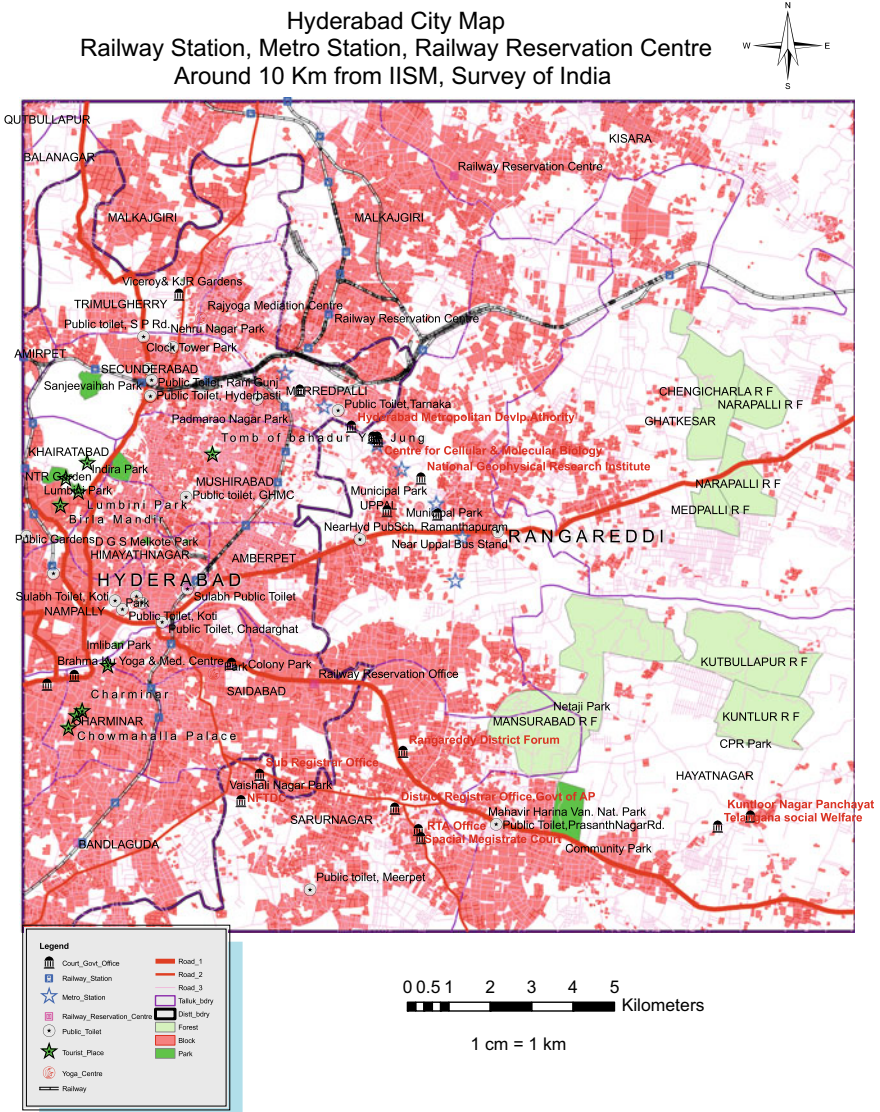 Hyderabad City Map
Railway Station, Metro Station, Railway Reservation Centre
Around 10 Km from IISM, Survey of India
N
W
E
S
QUTBULLAPUR
KISARA
BALANAGAR
Railway Reservation Centre
MALKAJGIRI
MALKAJGIRI
Viceroy& KJR Gardens
TRIMULGHERRY
Rajyoga Mediation Centre
Public toilet, S P Rd.
Nehru Nagar Park
Railway Reservation Centre
Clock Tower Park
AMIRPET
SECUNDERABAD
Sanjeevaihah Park
Public Toilet, Rani Gunj
Public Toilet, Hyderbasti
MERREDPALLI
CHENGICHARLA R F
NARAPALLI R F
Public Toilet,Tarnaka
Padmarao Nagar Park
Hyderabad Metropolitan Devlp.Athority
GHATKESAR
Tomb of bahadur Yar Jung
KHAIRATABAD
Centre for Cellular & Molecular Biology
Indira Park
National Geophysical Research Institute
NTR Garden
MUSHIRABAD
NARAPALLI R F
Lumbini Park
Public toilet, GHMC
Municipal Park
Lumbini Park
UPPAL
Municipal Park
MEDPALLI R F
Birla Mandir
NearHyd PubSch, Ramanthapuram
RANGAREDDI
Public Gardens
D G S Melkote Park
Near Uppal Bus Stand
HIMAYATHNAGAR
AMBERPET
HYDERABAD
Sulabh Toilet, Koti
Park
Sulabh Public Toilet
NAMPALLY
Public Toilet, Koti
Public Toilet, Chadarghat
Imliban Park
Brahma Ku Yoga & Med. Centre
Park
Colony Park
KUTBULLAPUR R F
Railway Reservation Office
Charminar
SAIDABAD
Netaji Park
CHARMINAR
MANSURABAD R F
KUNTLUR R F
Chowmahalla Palace
Rangareddy District Forum
CPR Park
Sub Registrar Office
HAYATNAGAR
Vaishali Nagar Park
NFTDC
District Registrar Office,Govt of AP
Kuntloor Nagar Panchayat
Mahavir Harina Van. Nat. Park
Telangana social Welfare
SARURNAGAR
RTA Office
Public Toilet,PrasanthNagarRd.
Spacial Megistrate Court
BANDLAGUDA
Community Park
Public toilet, Meerpet
Legend
Court_Govt_Office
Railway_Station
Metro_Station
Railway_Reservation_Centre
Public_Toilet
Tourist_Place
Yoga_Centre
Railway
Road_1
Road_2
Road_3
Talluk_bdry
Distt_bdry
Forest
Block
Park
0 0.5 1 2 3 4 5
Kilometers
1 cm = 1 km